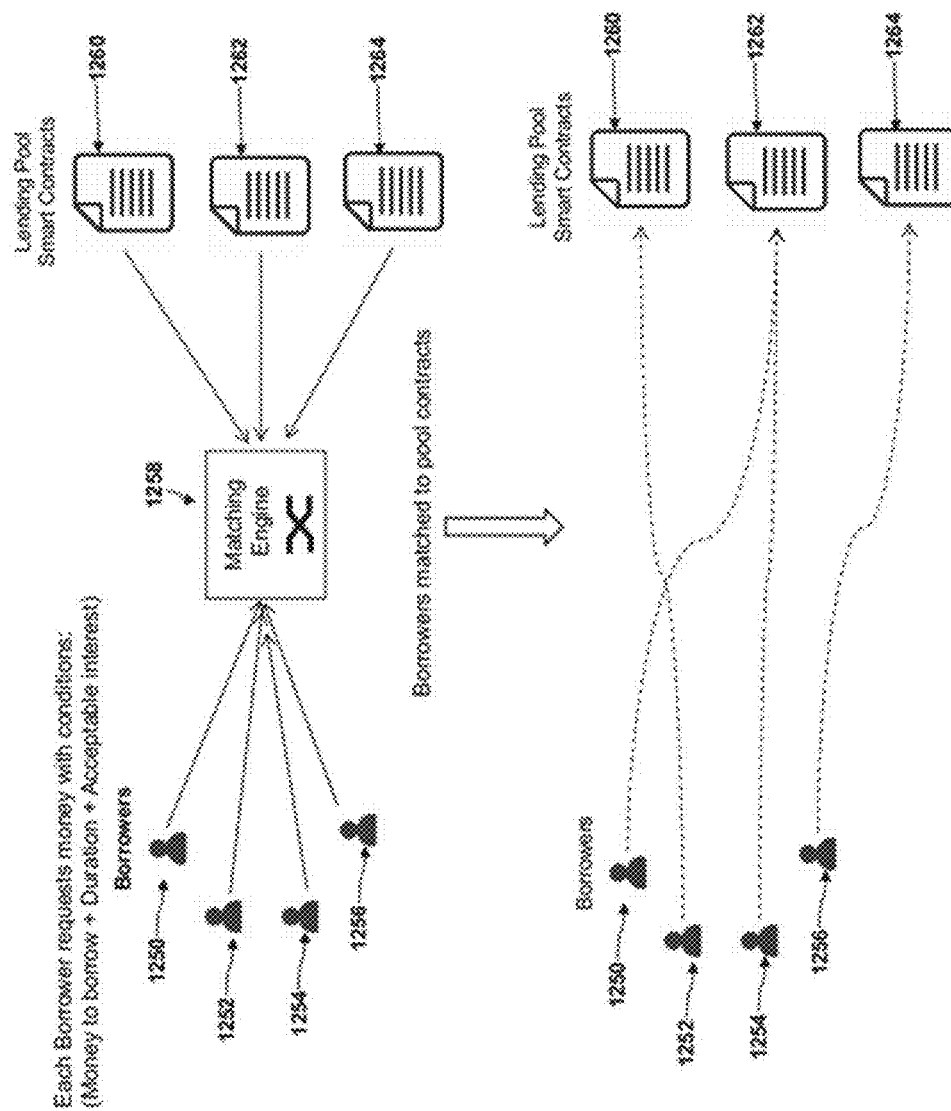 Each Borrower requests money with conditions:
(Money to borrow + Duration + Acceptable interest)
Borrowers
1250
1252
1254
1256
1258
Matching
Engine
Lending Pool
Smart Contracts
1260
1262
1264
Borrowers matched to pool contracts
Borrowers
1250
1252
1254
1256
Lending Pool
Smart Contracts
1260
1262
1264